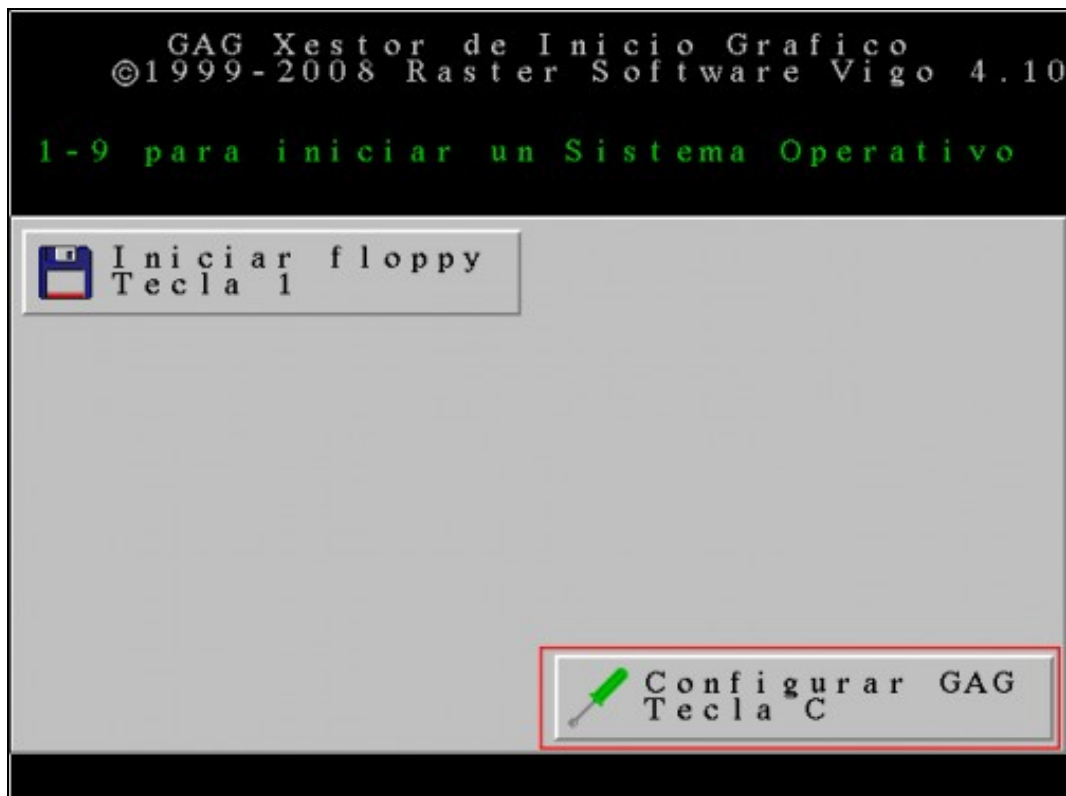 GAG Xestor de Inicio Grafico
©1999-2008 Raster Software Vigo 4.10
1-9 para iniciar un Sistema Operativo
Iniciar floppy
Tecla 1
Configurar GAG
Tecla C